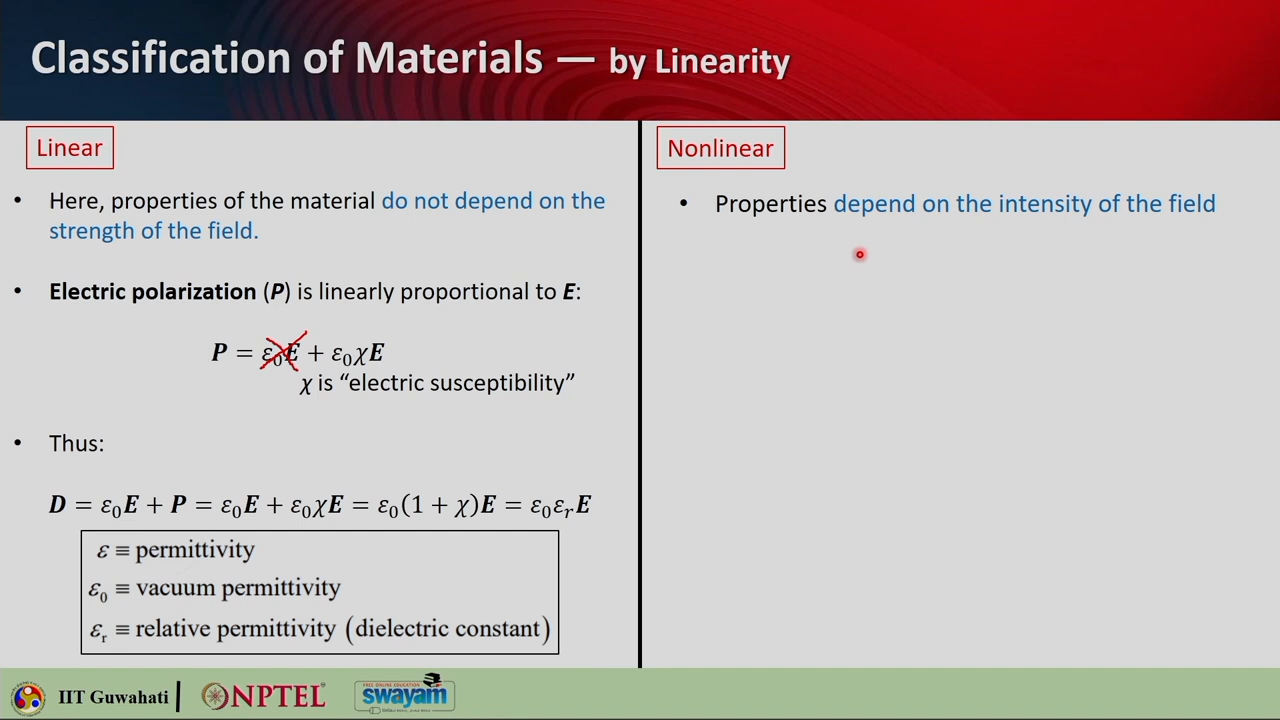 Classification of Materials — by Linearity
Linear
• Here, properties of the material do not depend on the
strength of the field.
• Electric polarization (P) is linearly proportional to E:
P = ε₀E + ε₀χE
χ is “electric susceptibility”
• Thus:
D = ε₀E + P = ε₀E + ε₀χE = ε₀(1 + χ)E = ε₀εᵣE
ε ≡ permittivity
ε₀ ≡ vacuum permittivity
εᵣ ≡ relative permittivity (dielectric constant)
Nonlinear
• Properties depend on the intensity of the field
IIT Guwahati
NPTEL
FREE ONLINE EDUCATION
swayam